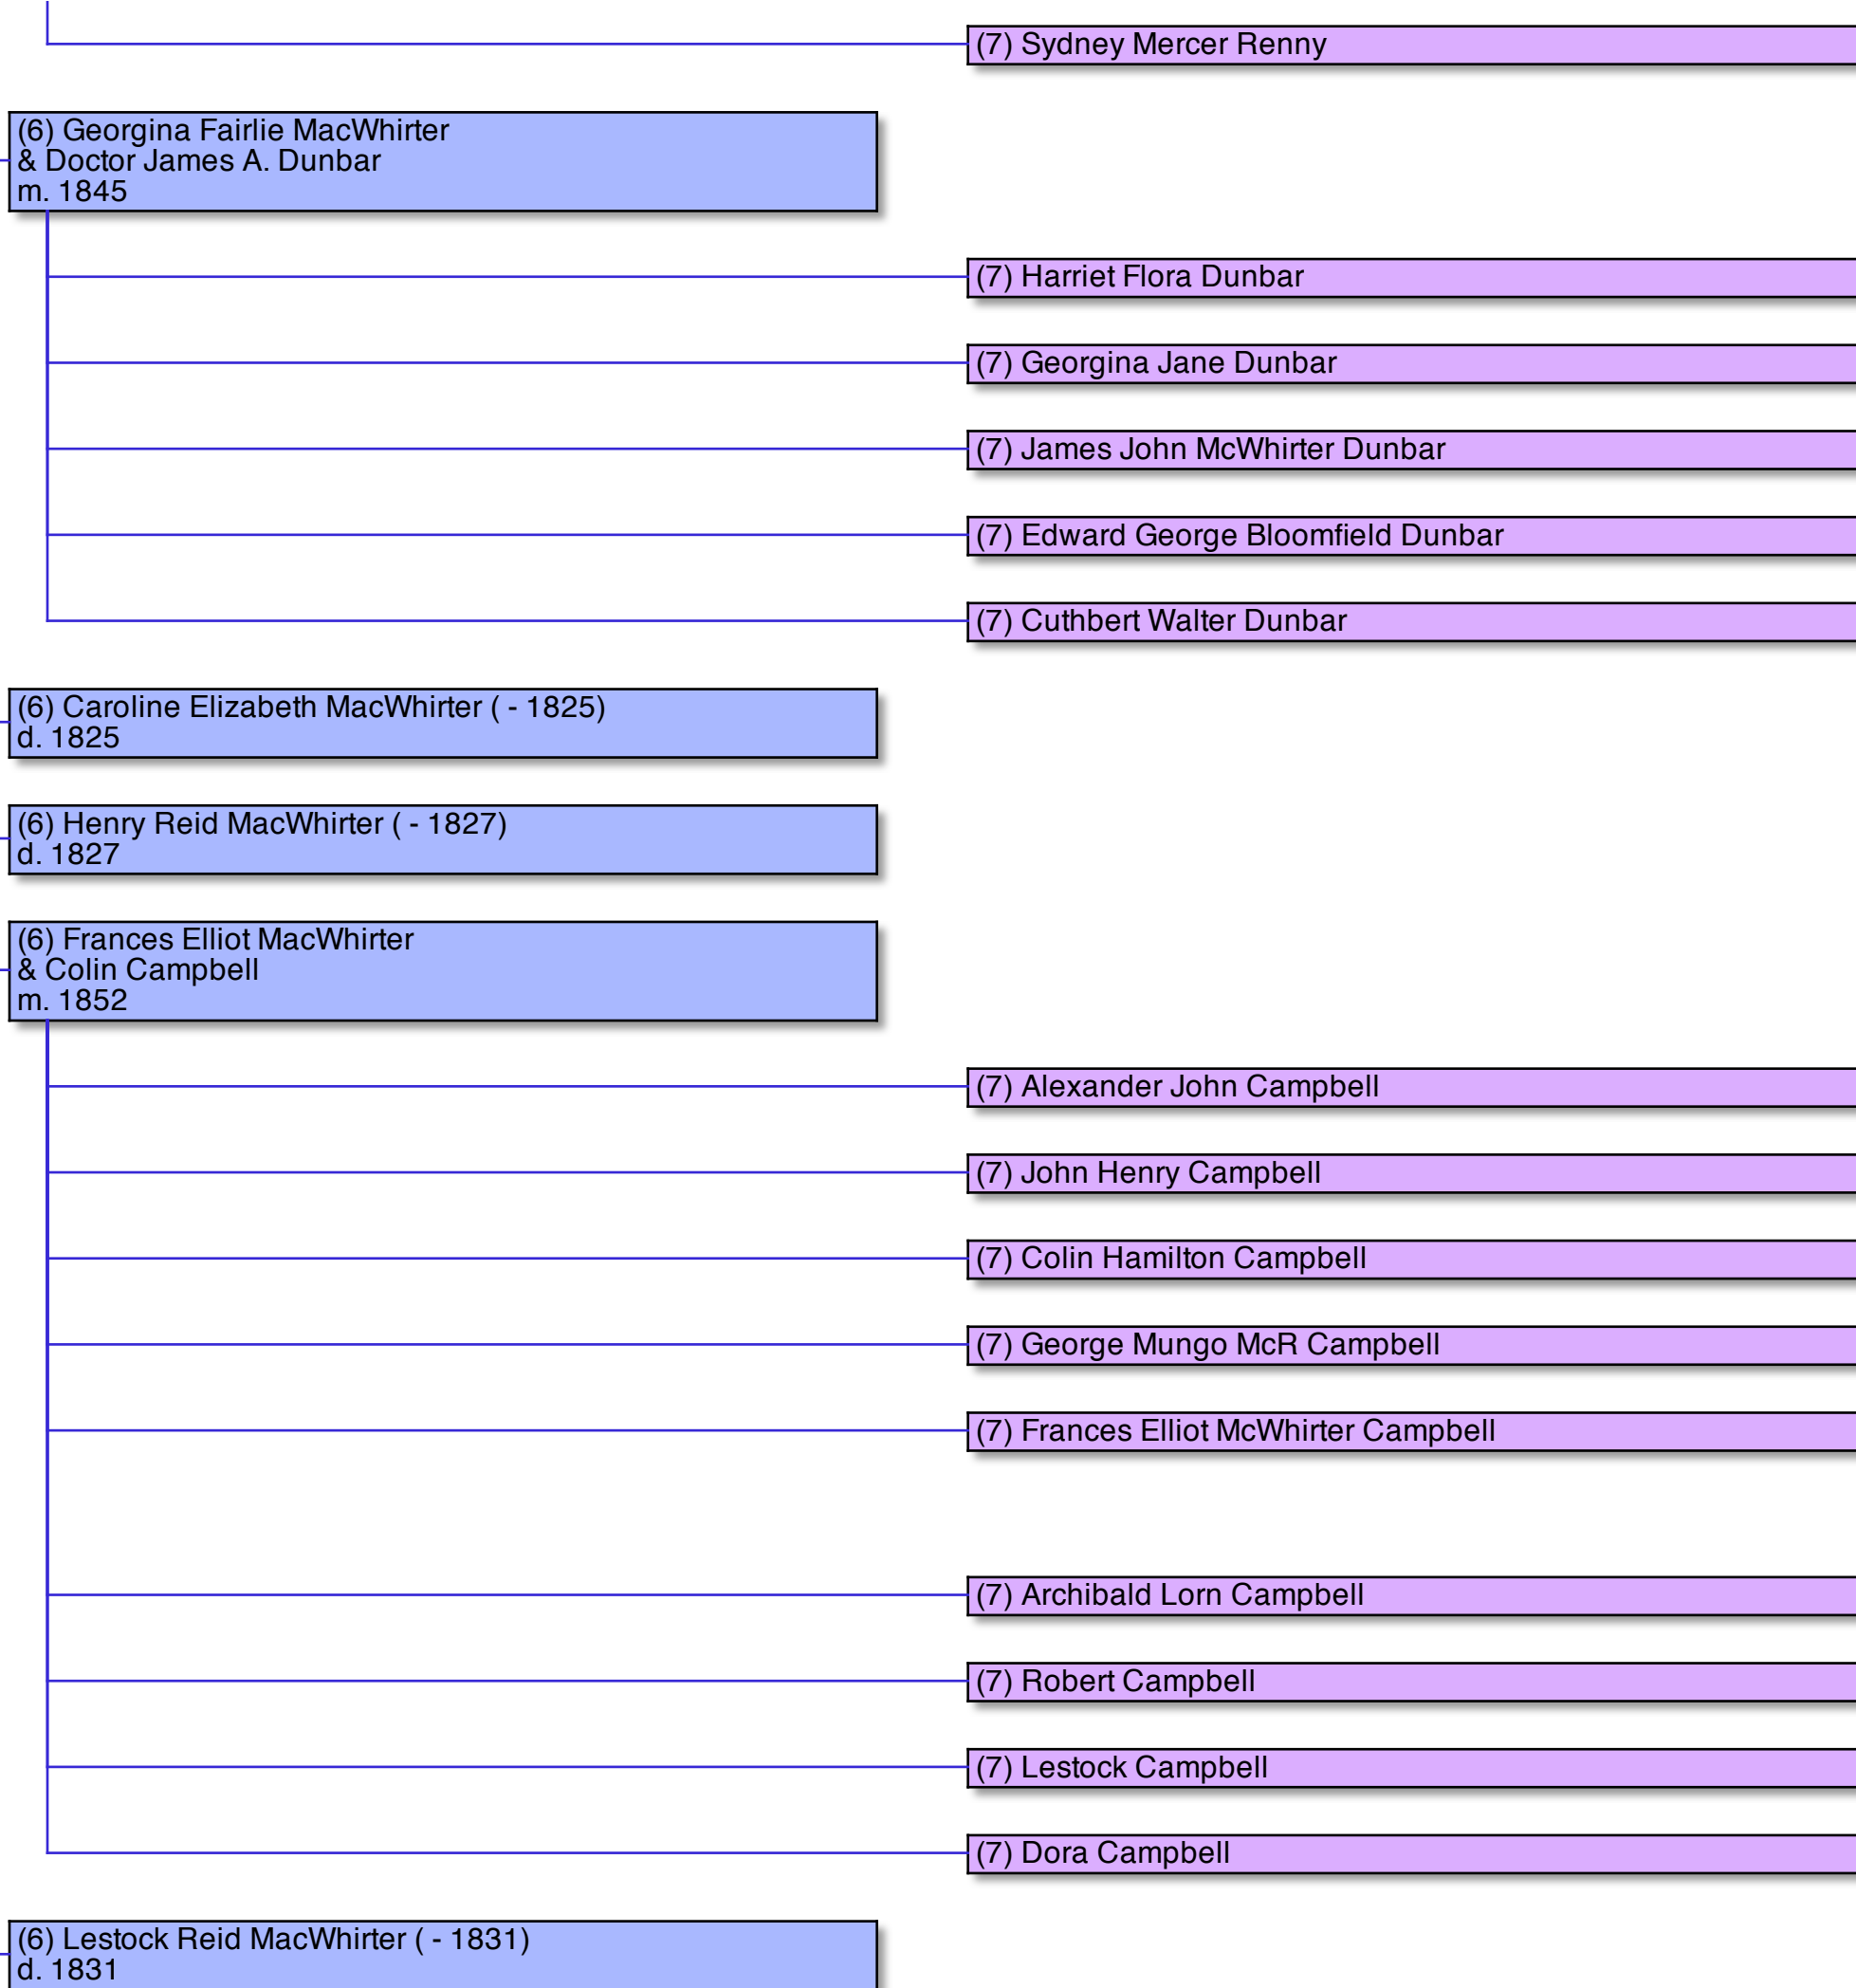 (7) Sydney Mercer Renny
(6) Georgina Fairlie MacWhirter
& Doctor James A. Dunbar
m. 1845
(7) Harriet Flora Dunbar
(7) Georgina Jane Dunbar
(7) James John McWhirter Dunbar
(7) Edward George Bloomfield Dunbar
(7) Cuthbert Walter Dunbar
(6) Caroline Elizabeth MacWhirter ( - 1825)
d. 1825
(6) Henry Reid MacWhirter ( - 1827)
d. 1827
(6) Frances Elliot MacWhirter
& Colin Campbell
m. 1852
(7) Alexander John Campbell
(7) John Henry Campbell
(7) Colin Hamilton Campbell
(7) George Mungo McR Campbell
(7) Frances Elliot McWhirter Campbell
(7) Archibald Lorn Campbell
(7) Robert Campbell
(7) Lestock Campbell
(7) Dora Campbell
(6) Lestock Reid MacWhirter ( - 1831)
d. 1831